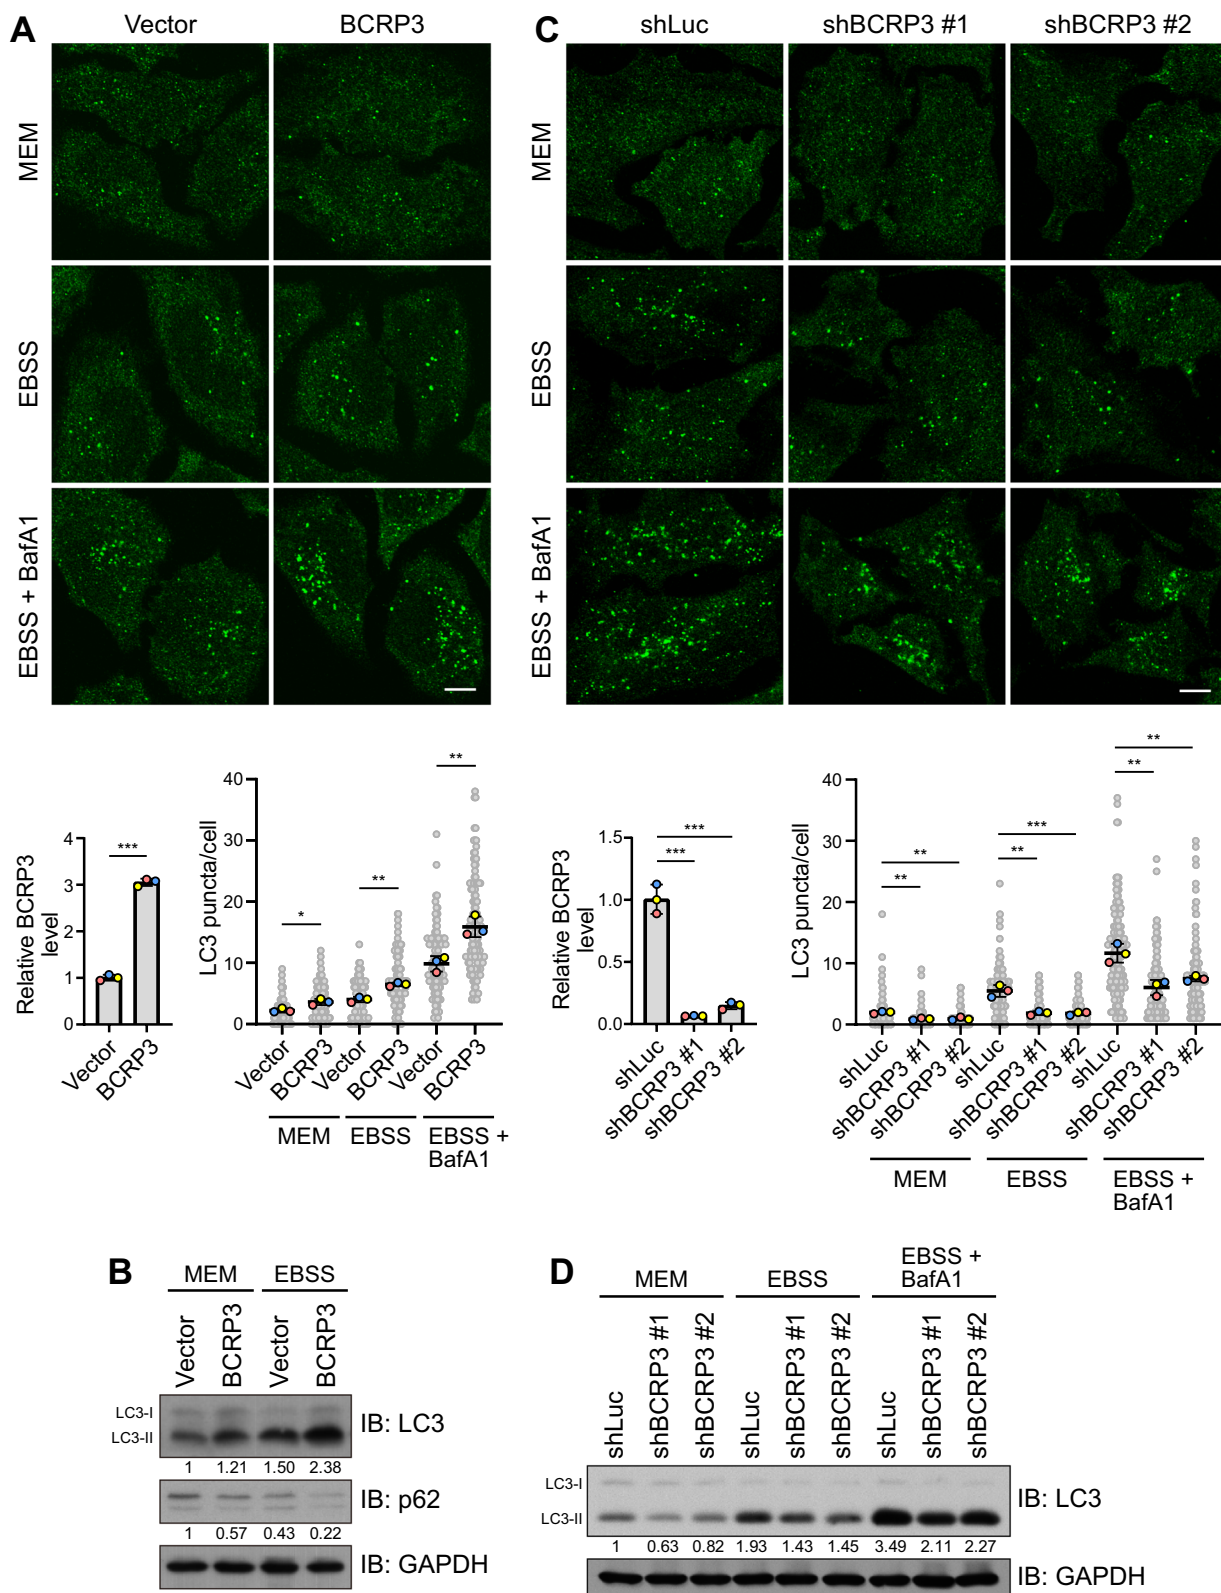 A
Vector
BCRP3
MEM
EBSS
EBSS + BafA1
Relative BCRP3
level
4
3
2
1
0
***
Vector
BCRP3
LC3 puncta/cell
40
30
20
10
0
*
**
**
Vector
BCRP3
Vector
BCRP3
Vector
BCRP3
MEM
EBSS
EBSS +
BafA1
C
shLuc
shBCRP3 #1
shBCRP3 #2
MEM
EBSS
EBSS + BafA1
Relative BCRP3
level
1.5
1.0
0.5
0.0
***
***
shLuc
shBCRP3 #1
shBCRP3 #2
LC3 puncta/cell
40
30
20
10
0
**
**
***
**
**
**
shLuc
shBCRP3 #1
shBCRP3 #2
shLuc
shBCRP3 #1
shBCRP3 #2
shLuc
shBCRP3 #1
shBCRP3 #2
MEM
EBSS
EBSS +
BafA1
B
MEM
EBSS
Vector
BCRP3
Vector
BCRP3
LC3-I
LC3-II
IB: LC3
1 1.21 1.50 2.38
IB: p62
1 0.57 0.43 0.22
IB: GAPDH
D
MEM
EBSS
EBSS +
BafA1
shLuc
shBCRP3 #1
shBCRP3 #2
shLuc
shBCRP3 #1
shBCRP3 #2
shLuc
shBCRP3 #1
shBCRP3 #2
LC3-I
LC3-II
IB: LC3
1 0.63 0.82 1.93 1.43 1.45 3.49 2.11 2.27
IB: GAPDH